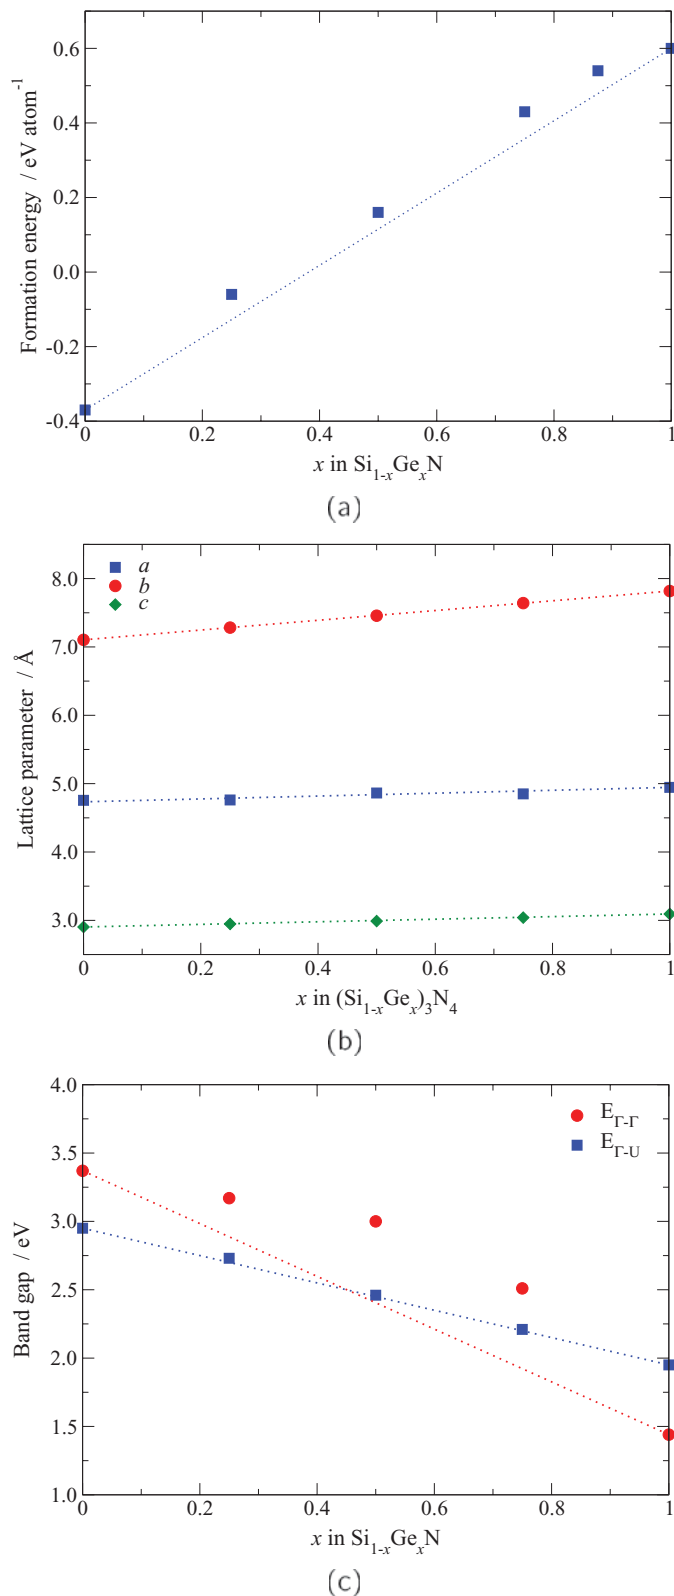 0.6
0.4
0.2
0.0
-0.2
-0.4
Formation energy / eV atom⁻¹
0 0.2 0.4 0.6 0.8 1
x in Si₁₋ₓGeₓN
(a)
a
b
c
8.0
7.0
6.0
5.0
4.0
3.0
Lattice parameter / Å
0 0.2 0.4 0.6 0.8 1
x in (Si₁₋ₓGeₓ)₃N₄
(b)
4.0
3.5
3.0
2.5
2.0
1.5
1.0
E_Γ-Γ
E_Γ-U
Band gap / eV
0 0.2 0.4 0.6 0.8 1
x in Si₁₋ₓGeₓN
(c)